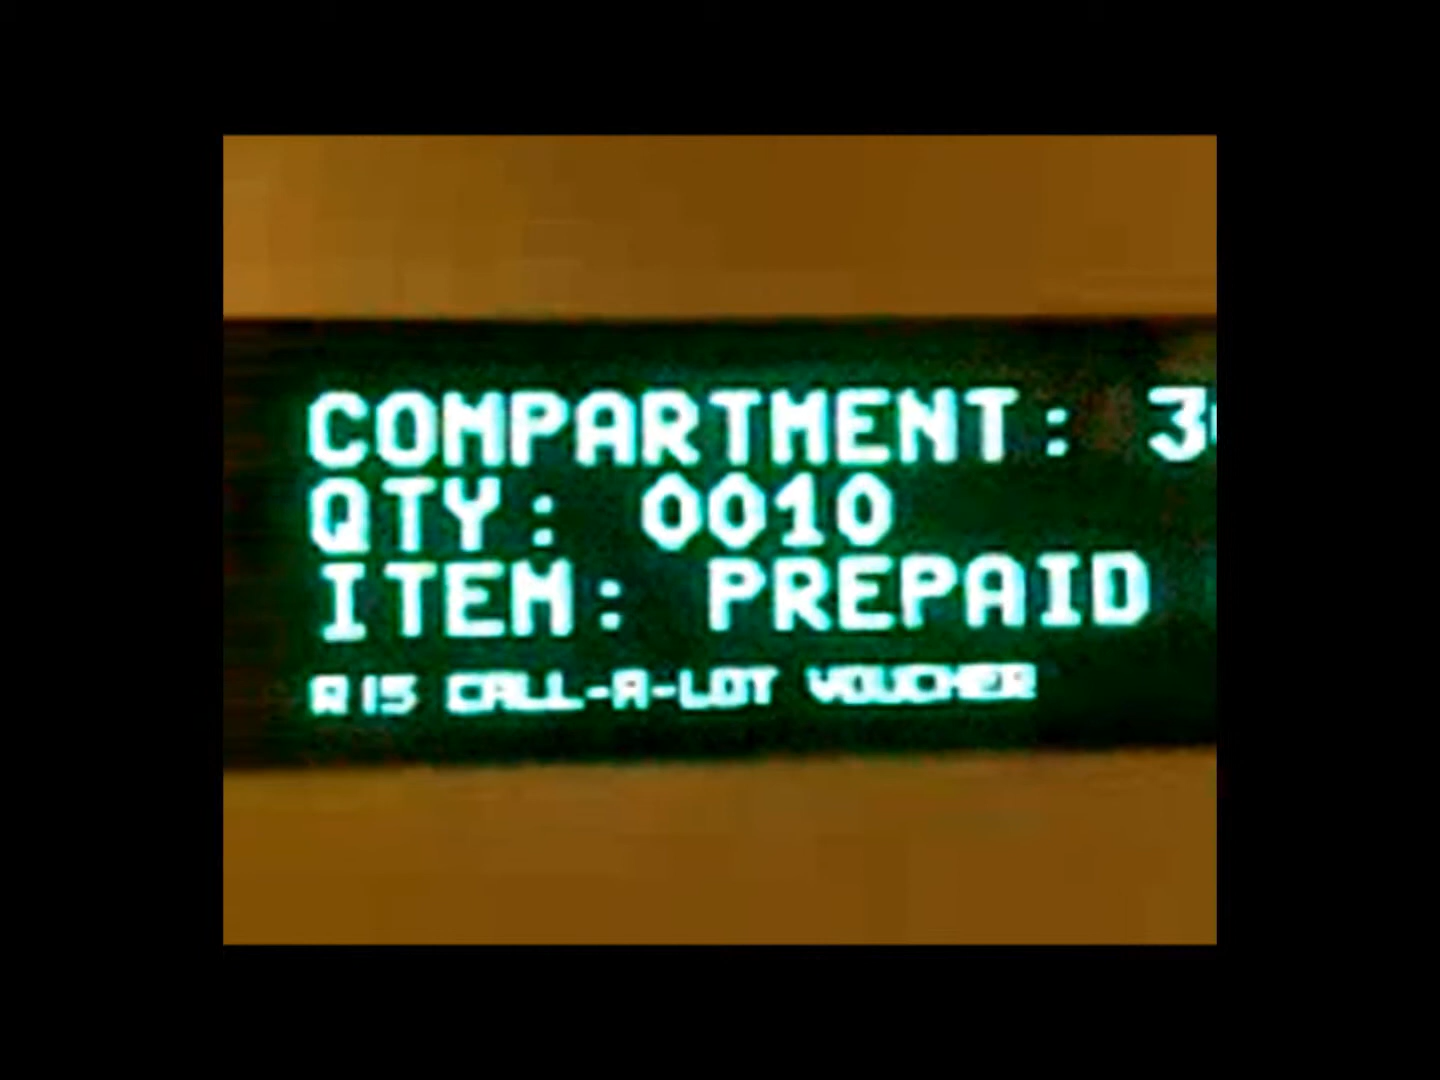 COMPARTMENT: 3
QTY: 0010
ITEM: PREPAID
R15 CALL-A-LOT VOUCHER